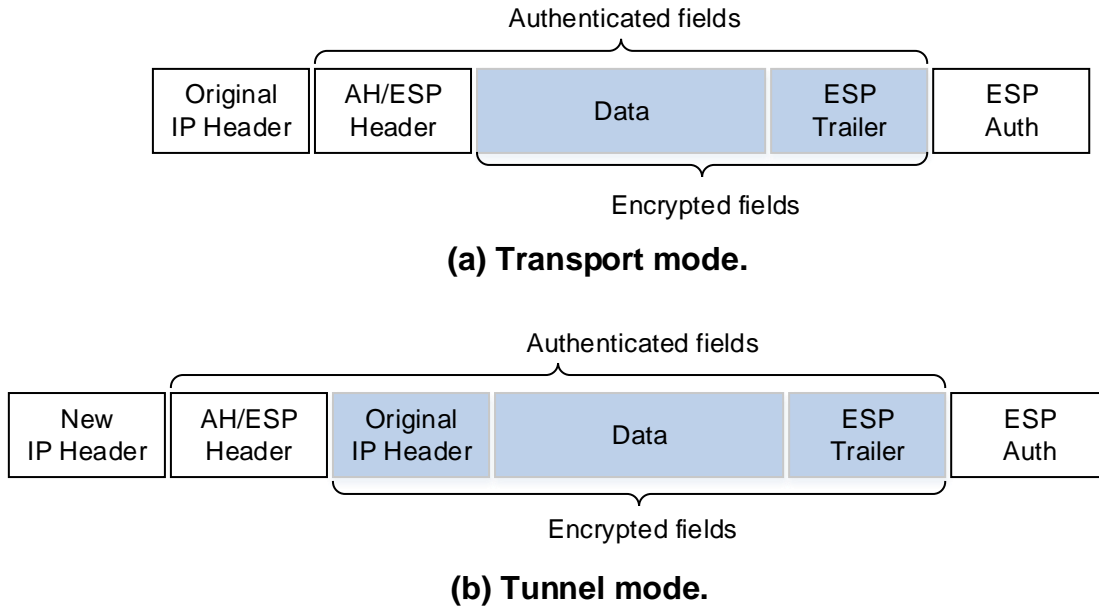 Authenticated fields
Original
IP Header
AH/ESP
Header
Data
ESP
Trailer
ESP
Auth
Encrypted fields
(a) Transport mode.
Authenticated fields
New
IP Header
AH/ESP
Header
Original
IP Header
Data
ESP
Trailer
ESP
Auth
Encrypted fields
(b) Tunnel mode.